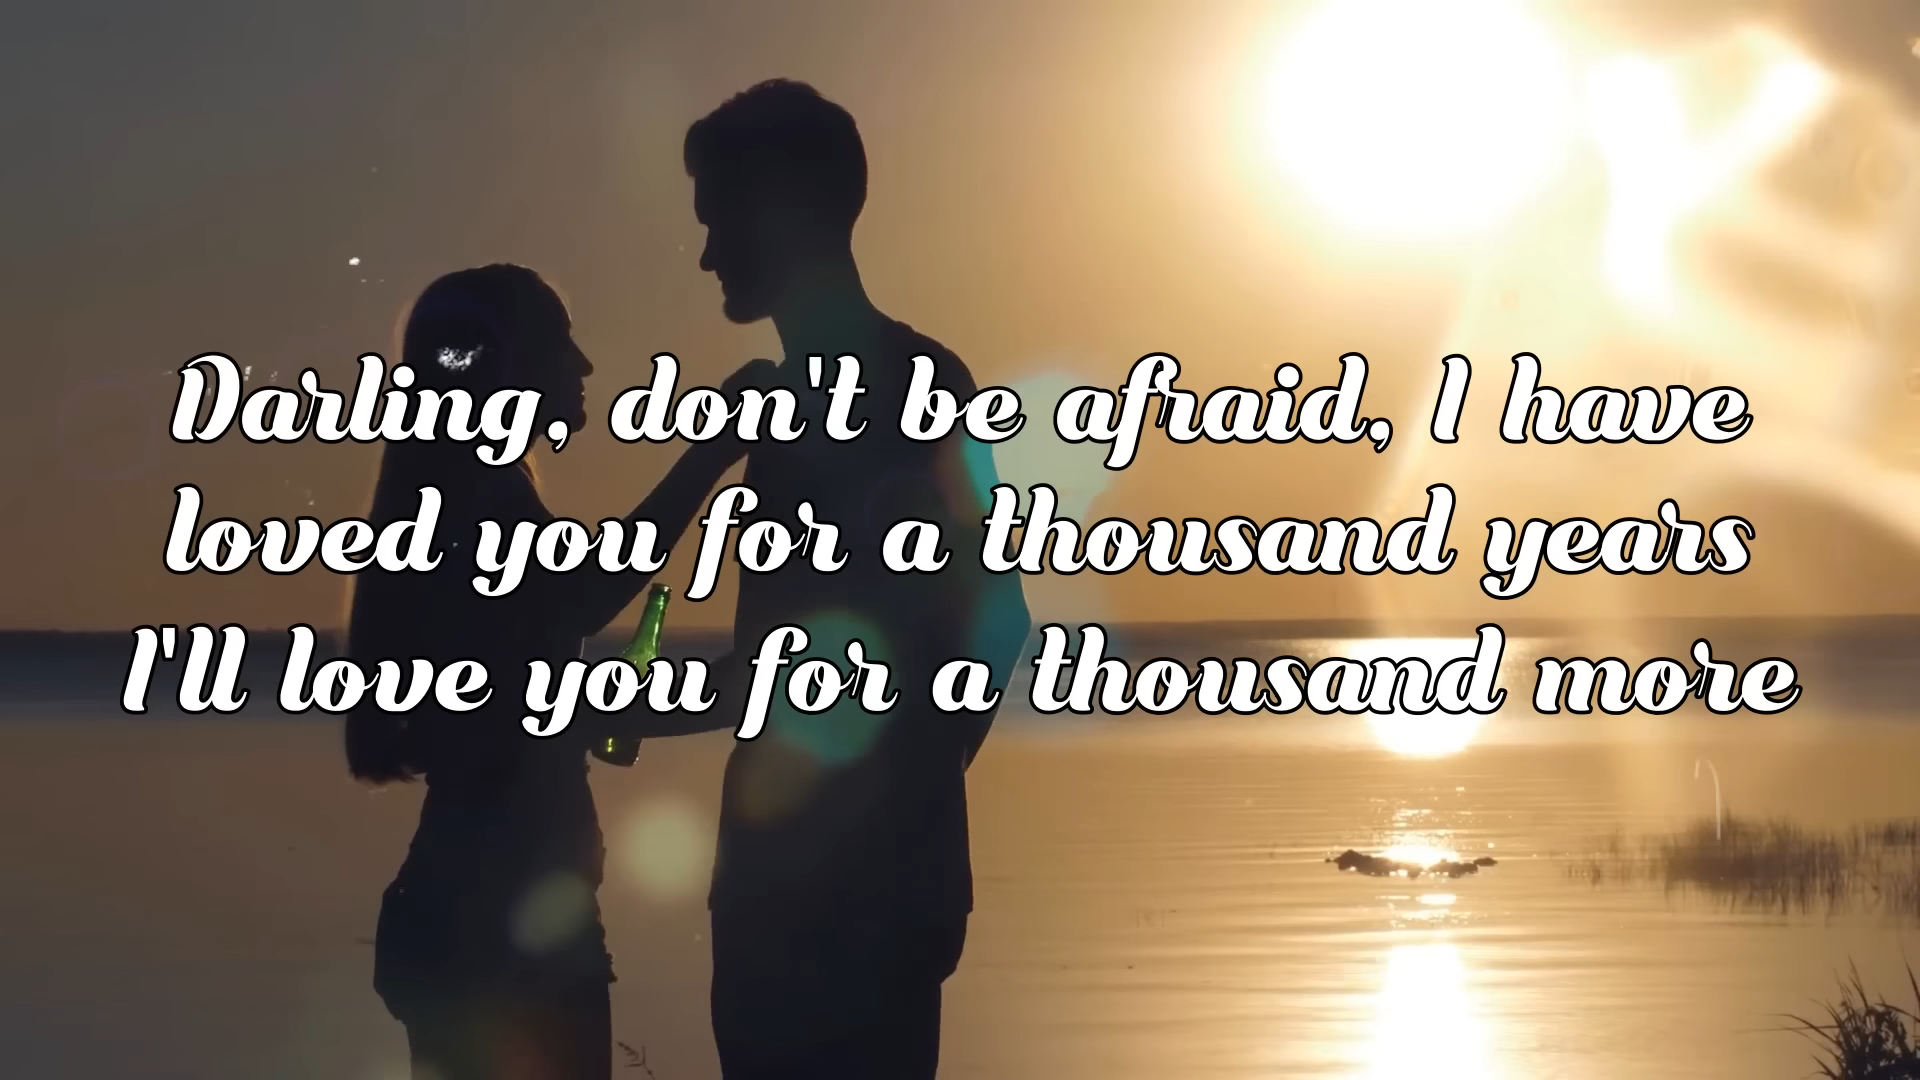 Darling, don't be afraid, I have
loved you for a thousand years
I'll love you for a thousand more